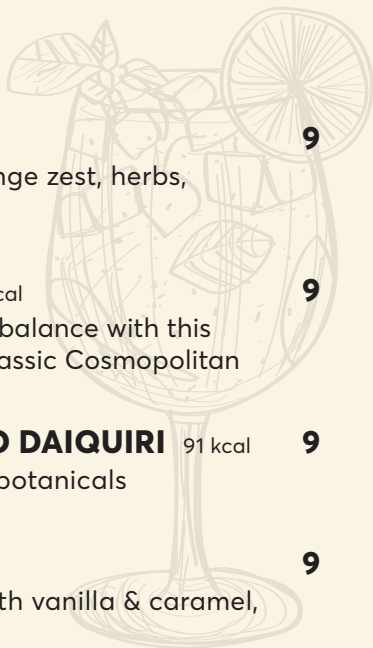 9
nge zest, herbs,
cal 9
balance with this
assic Cosmopolitan
DAIQUIRI 91 kcal 9
botanicals
9
th vanilla & caramel,